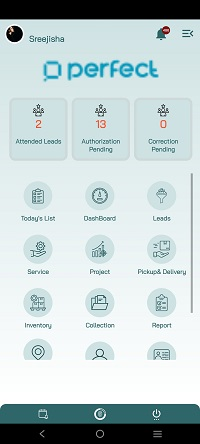 Sreejisha
perfect
2
13
0
Attended Leads
Authorization
Pending
Correction
Pending
Today's List
DashBoard
Leads
Service
Project
Pickup& Delivery
Inventory
Collection
Report